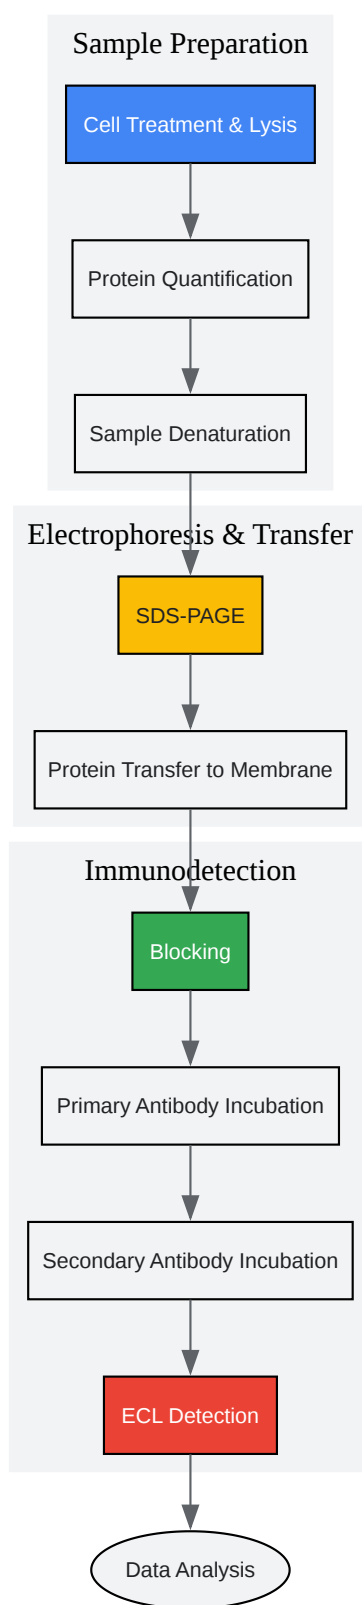 Sample Preparation
Cell Treatment & Lysis
Protein Quantification
Sample Denaturation
Electrophoresis & Transfer
SDS-PAGE
Protein Transfer to Membrane
Immunodetection
Blocking
Primary Antibody Incubation
Secondary Antibody Incubation
ECL Detection
Data Analysis